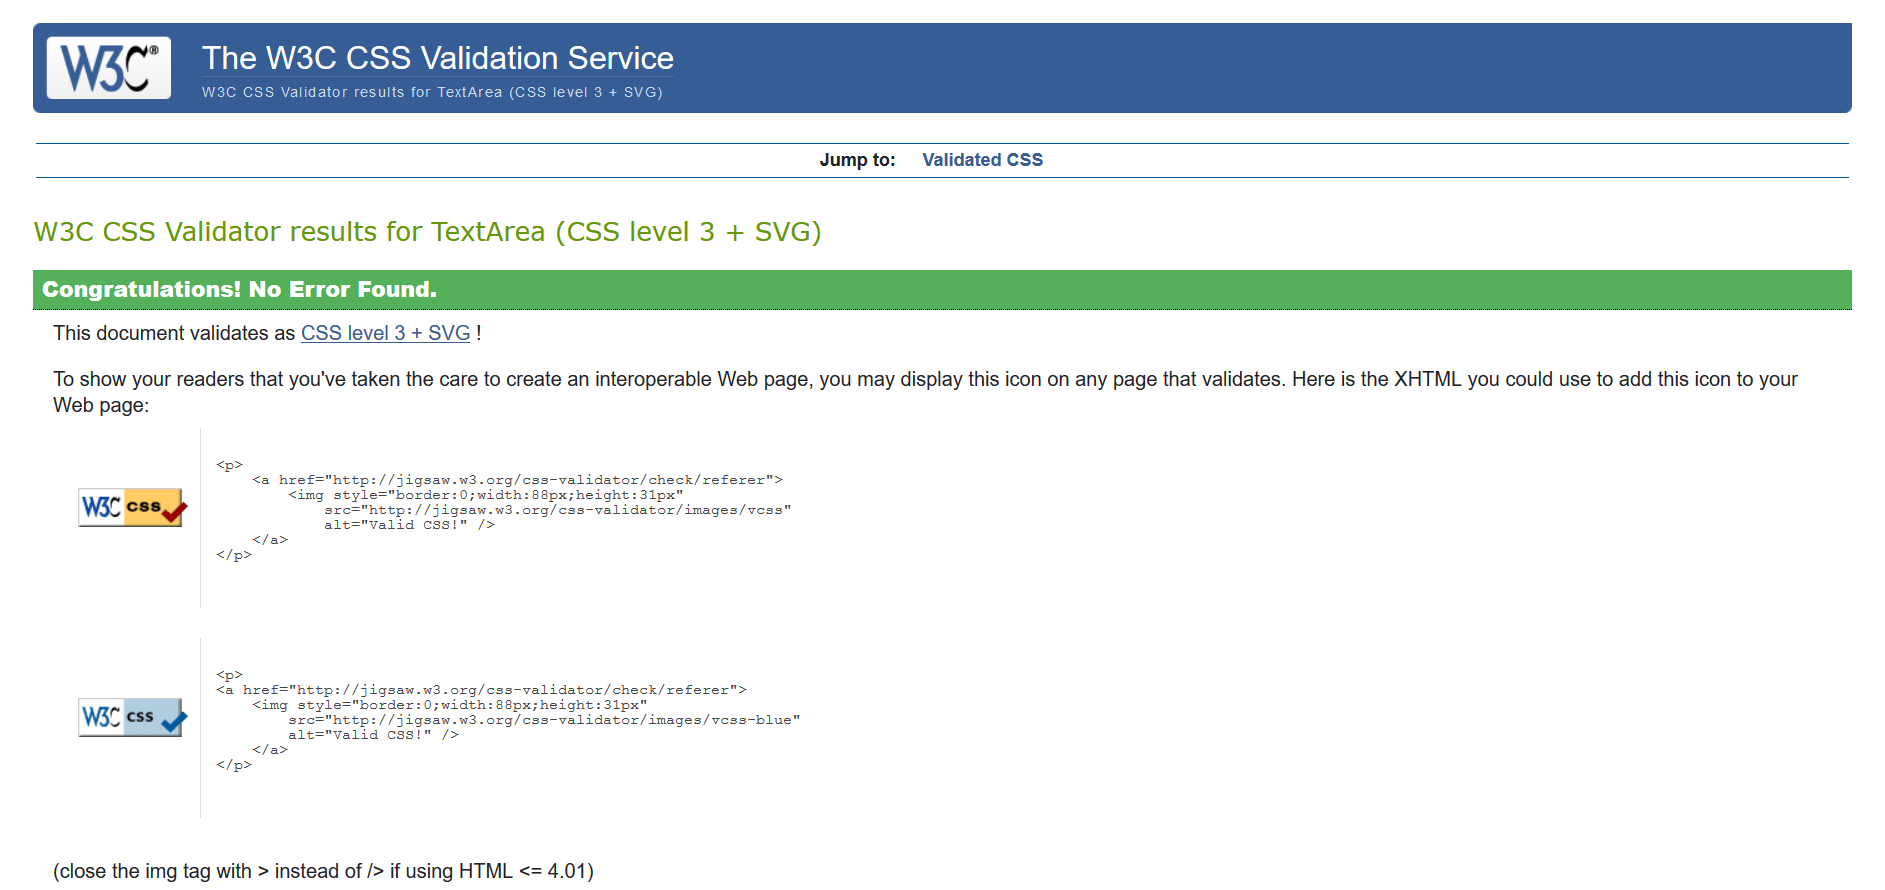 W3C®
The W3C CSS Validation Service
W3C CSS Validator results for TextArea (CSS level 3 + SVG)
Jump to: Validated CSS
W3C CSS Validator results for TextArea (CSS level 3 + SVG)
Congratulations! No Error Found.
This document validates as CSS level 3 + SVG !
To show your readers that you've taken the care to create an interoperable Web page, you may display this icon on any page that validates. Here is the XHTML you could use to add this icon to your
Web page:
W3C css
<p>
    <a href="http://jigsaw.w3.org/css-validator/check/referer">
        <img style="border:0;width:88px;height:31px"
            src="http://jigsaw.w3.org/css-validator/images/vcss"
            alt="Valid CSS!" />
    </a>
</p>
W3C css
<p>
<a href="http://jigsaw.w3.org/css-validator/check/referer">
    <img style="border:0;width:88px;height:31px"
        src="http://jigsaw.w3.org/css-validator/images/vcss-blue"
        alt="Valid CSS!" />
    </a>
</p>
(close the img tag with > instead of /> if using HTML <= 4.01)